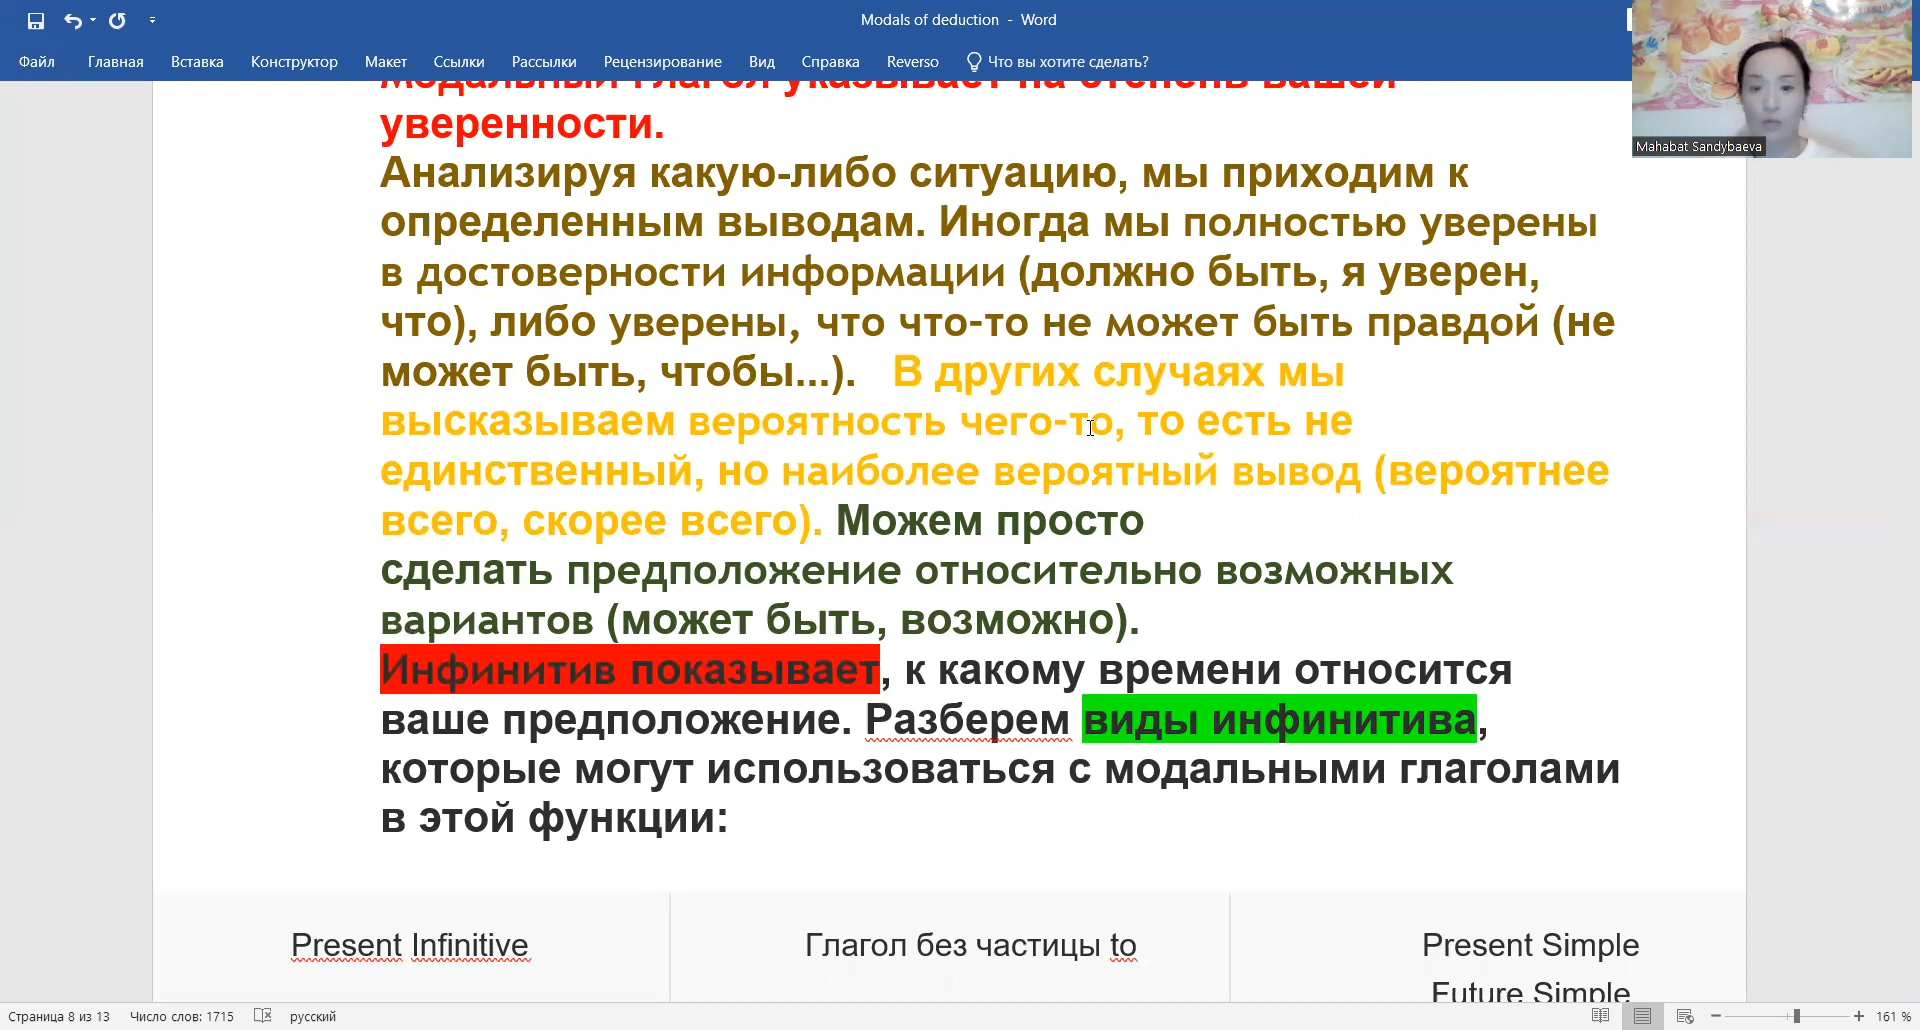 Modals of deduction - Word
Файл Главная Вставка Конструктор Макет Ссылки Рассылки Рецензирование Вид Справка Reverso Что вы хотите сделать?
Mahabat Sandybaeva
Модальный глагол указывает на степень вашей
уверенности.
Анализируя какую-либо ситуацию, мы приходим к
определенным выводам. Иногда мы полностью уверены
в достоверности информации (должно быть, я уверен,
что), либо уверены, что что-то не может быть правдой (не
может быть, чтобы...). В других случаях мы
высказываем вероятность чего-то, то есть не
единственный, но наиболее вероятный вывод (вероятнее
всего, скорее всего). Можем просто
сделать предположение относительно возможных
вариантов (может быть, возможно).
Инфинитив показывает, к какому времени относится
ваше предположение. Разберем виды инфинитива,
которые могут использоваться с модальными глаголами
в этой функции:
Present Infinitive Глагол без частицы to Present Simple
Future Simple
Страница 8 из 13 Число слов: 1715 русский 161 %